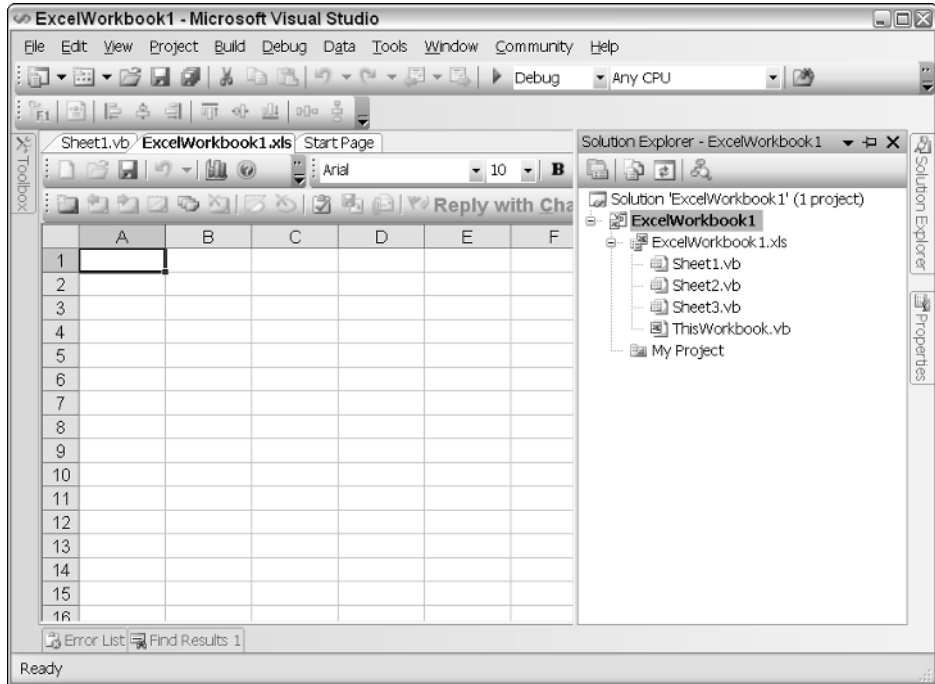 ExcelWorkbook1 - Microsoft Visual Studio
File Edit View Project Build Debug Data Tools Window Community Help
Debug Any CPU
F1
Toolbox
Sheet1.vb ExcelWorkbook1.xls Start Page
Arial 10 B
Reply with Cha
A B C D E F
1
2
3
4
5
6
7
8
9
10
11
12
13
14
15
16
Solution Explorer - ExcelWorkbook1
Solution 'ExcelWorkbook1' (1 project)
ExcelWorkbook1
ExcelWorkbook1.xls
Sheet1.vb
Sheet2.vb
Sheet3.vb
ThisWorkbook.vb
My Project
Solution Explorer
Properties
Error List Find Results 1
Ready